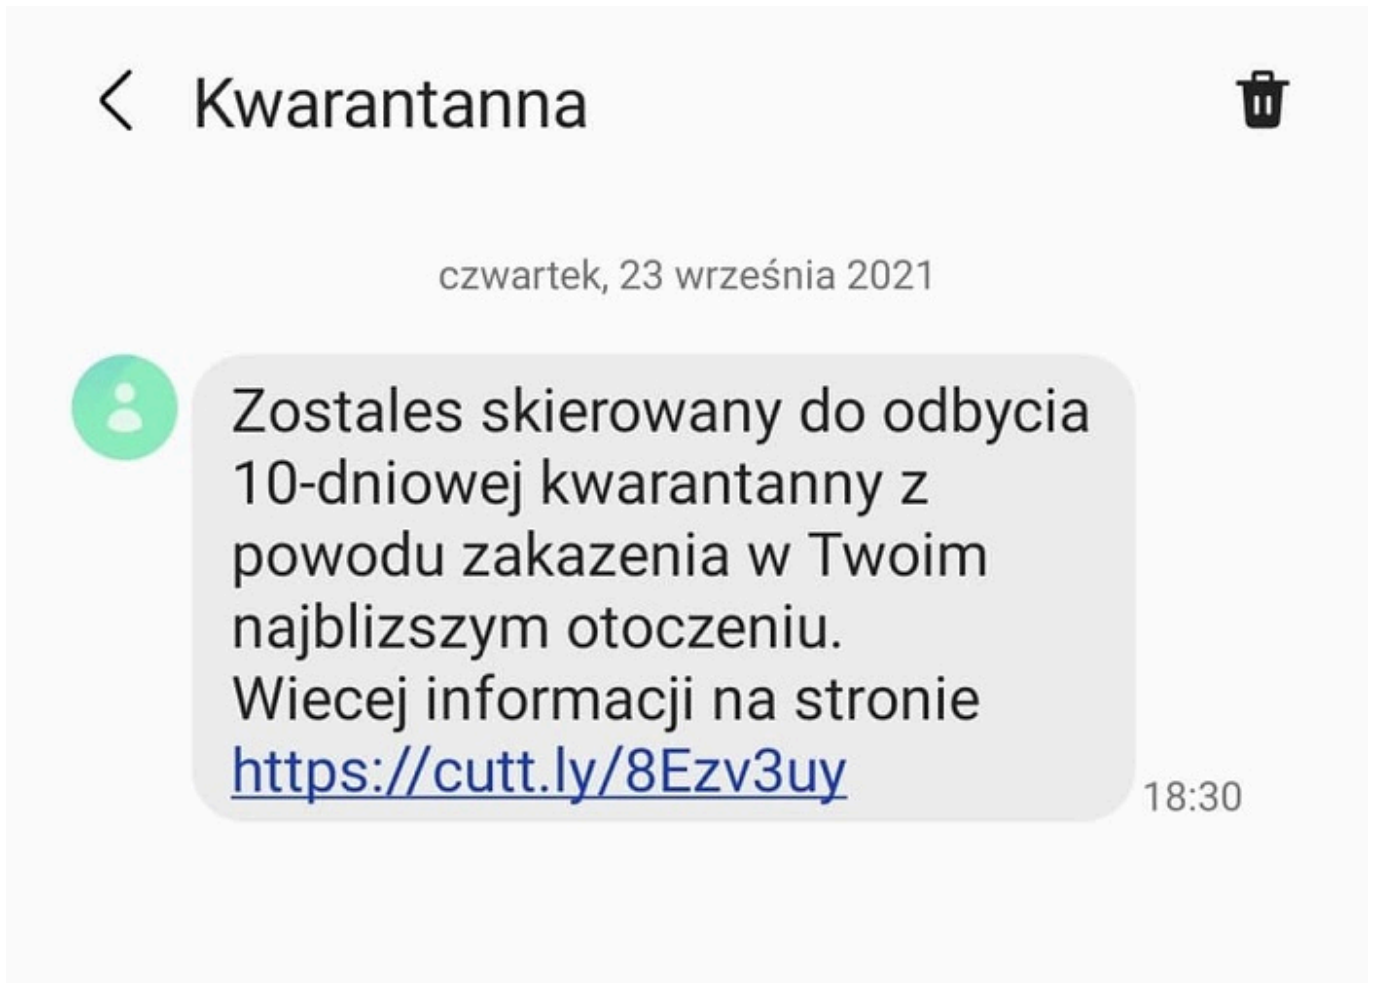 Kwarantanna
czwartek, 23 września 2021
Zostales skierowany do odbycia
10-dniowej kwarantanny z
powodu zakazenia w Twoim
najblizszym otoczeniu.
Wiecej informacji na stronie
https://cutt.ly/8Ezv3uy
18:30